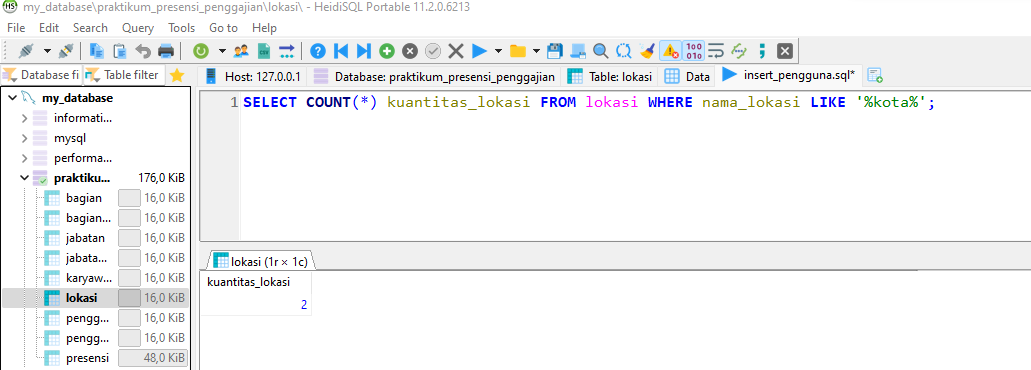 HS my_database\praktikum_presensi_penggajian\lokasi\ - HeidiSQL Portable 11.2.0.6213
File Edit Search Query Tools Go to Help
Database fi Table filter Host: 127.0.0.1 Database: praktikum_presensi_penggajian Table: lokasi Data insert_pengguna.sql*
my_database
informati...
mysql
performa...
praktiku... 176,0 KiB
bagian 16,0 KiB
bagian... 16,0 KiB
jabatan 16,0 KiB
jabata... 16,0 KiB
karyaw... 16,0 KiB
lokasi 16,0 KiB
pengg... 16,0 KiB
pengg... 16,0 KiB
presensi 48,0 KiB
1 SELECT COUNT(*) kuantitas_lokasi FROM lokasi WHERE nama_lokasi LIKE '%kota%';
lokasi (1r × 1c)
kuantitas_lokasi
2